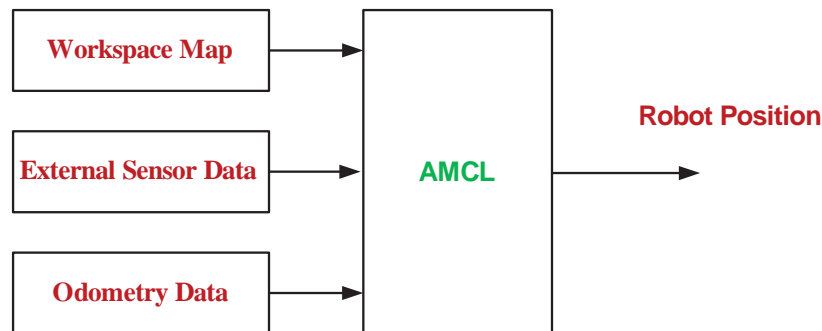 Workspace Map
External Sensor Data
Odometry Data
AMCL
Robot Position